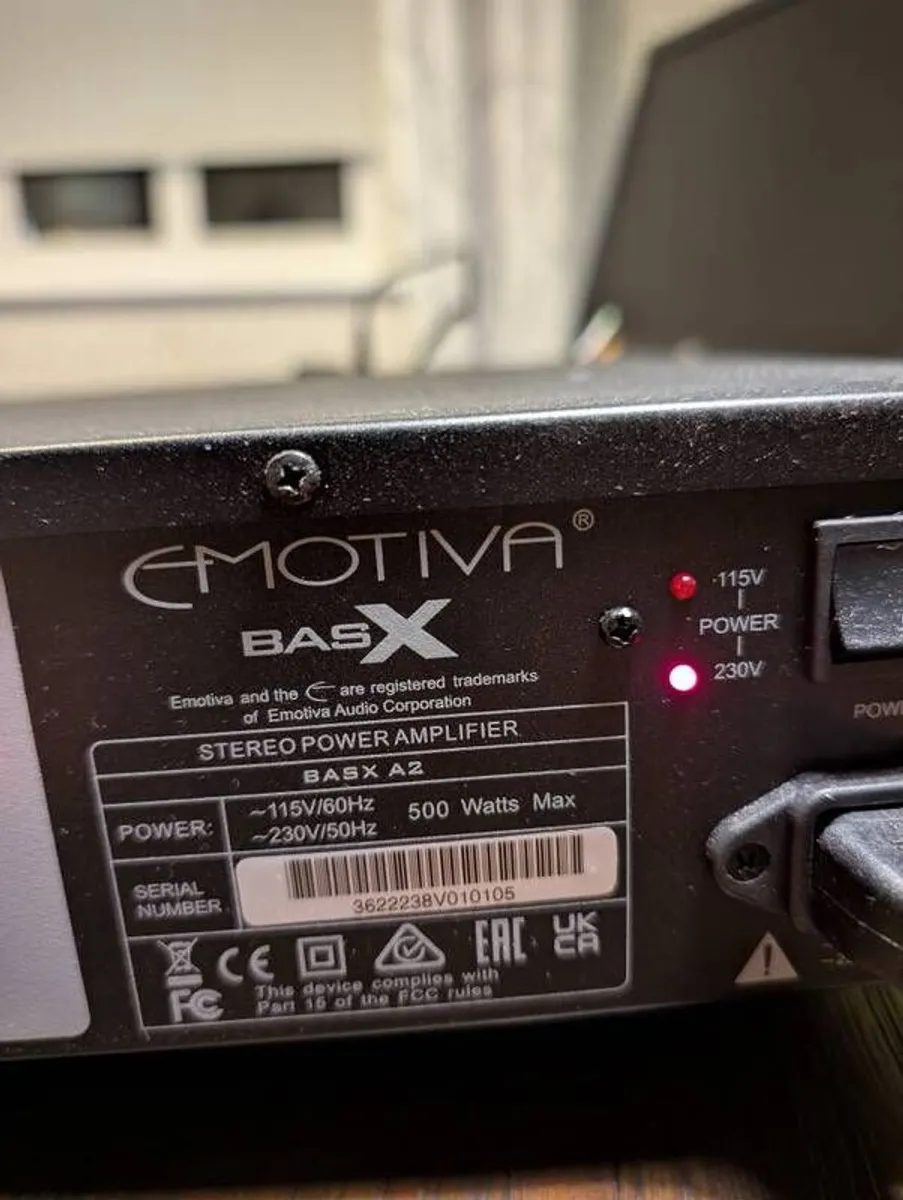 EMOTIVA®
BASX
Emotiva and the E are registered trademarks
of Emotiva Audio Corporation
115V
POWER
230V
STEREO POWER AMPLIFIER
BASX A2
POWER:
~115V/60Hz
~230V/50Hz
500 Watts Max
SERIAL
NUMBER
3622238V010105
CE
EAC
UK
CA
FC
This device complies with
Part 15 of the FCC rules